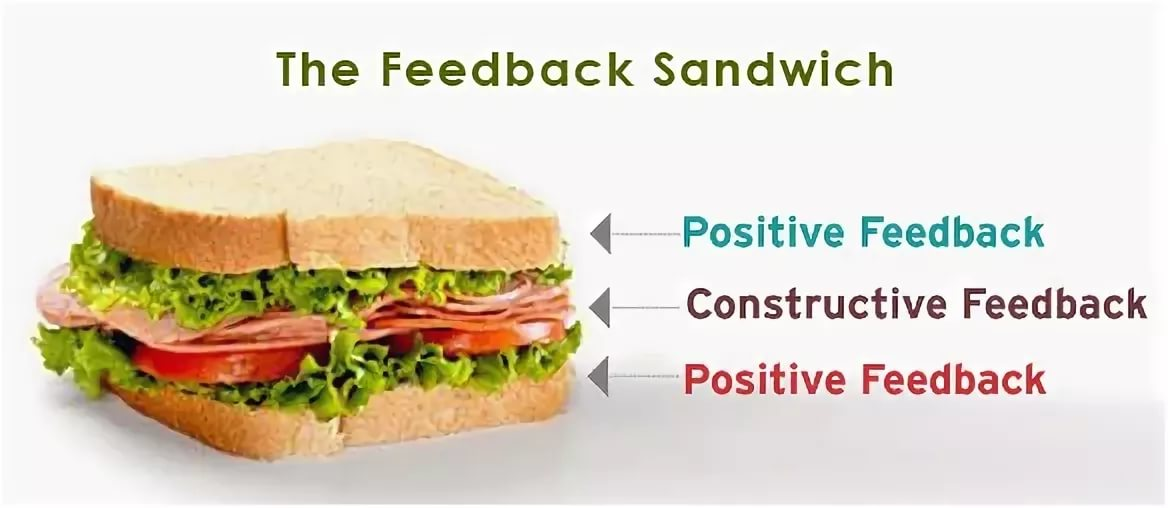 The Feedback Sandwich
Positive Feedback
Constructive Feedback
Positive Feedback